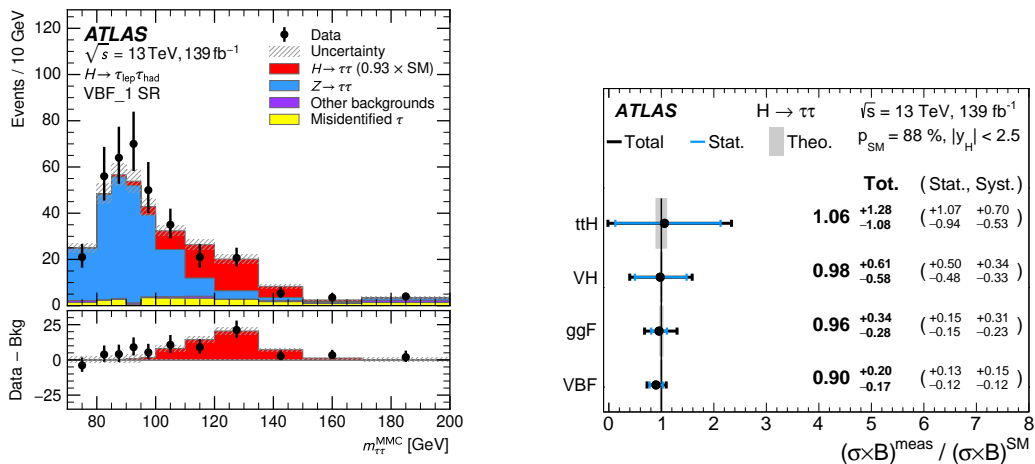 ATLAS
√s = 13 TeV, 139 fb⁻¹
H → τlepτhad
VBF_1 SR
Data
Uncertainty
H → ττ (0.93 × SM)
Z → ττ
Other backgrounds
Misidentified τ
Events / 10 GeV
120
100
80
60
40
20
0
Data − Bkg
25
0
−25
80 100 120 140 160 180 200
mττMMC [GeV]
ATLAS H → ττ √s = 13 TeV, 139 fb⁻¹
Total Stat. Theo. pSM = 88 %, |yH| < 2.5
Tot. ( Stat., Syst. )
ttH 1.06 +1.28 −1.08 ( +1.07 −0.94 +0.70 −0.53 )
VH 0.98 +0.61 −0.58 ( +0.50 −0.48 +0.34 −0.33 )
ggF 0.96 +0.34 −0.28 ( +0.15 −0.15 +0.31 −0.23 )
VBF 0.90 +0.20 −0.17 ( +0.13 −0.12 +0.15 −0.12 )
0 1 2 3 4 5 6 7 8
(σ×B)meas / (σ×B)SM